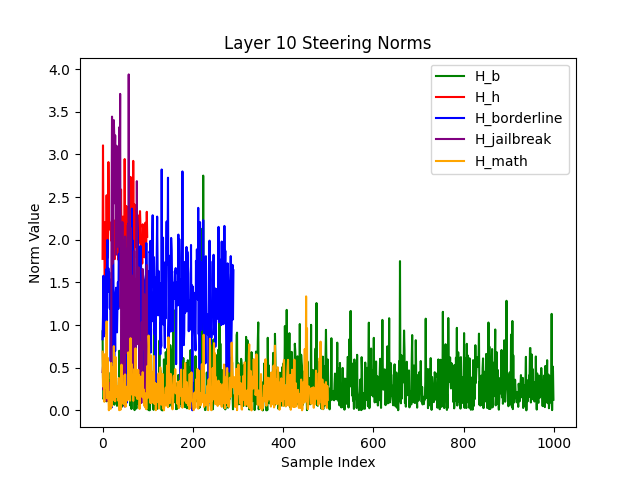 Layer 10 Steering Norms
Norm Value
4.0
3.5
3.0
2.5
2.0
1.5
1.0
0.5
0.0
H_b
H_h
H_borderline
H_jailbreak
H_math
0 200 400 600 800 1000
Sample Index